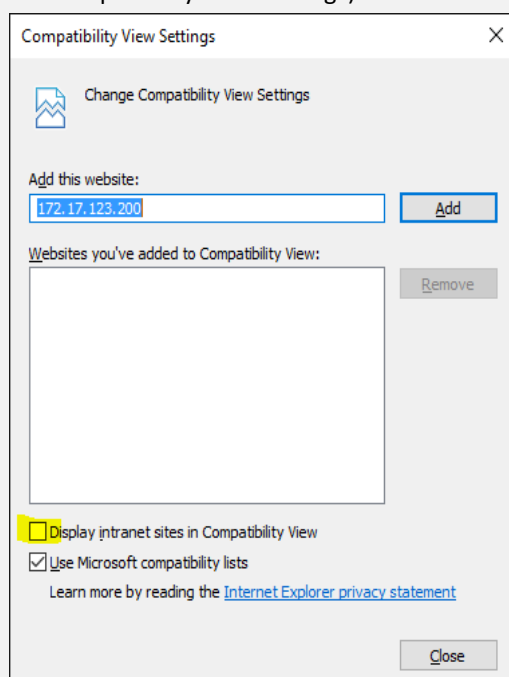 Compatibility View Settings
Change Compatibility View Settings
Add this website:
172.17.123.200
Add
Websites you've added to Compatibility View:
Remove
Display intranet sites in Compatibility View
Use Microsoft compatibility lists
Learn more by reading the Internet Explorer privacy statement
Close